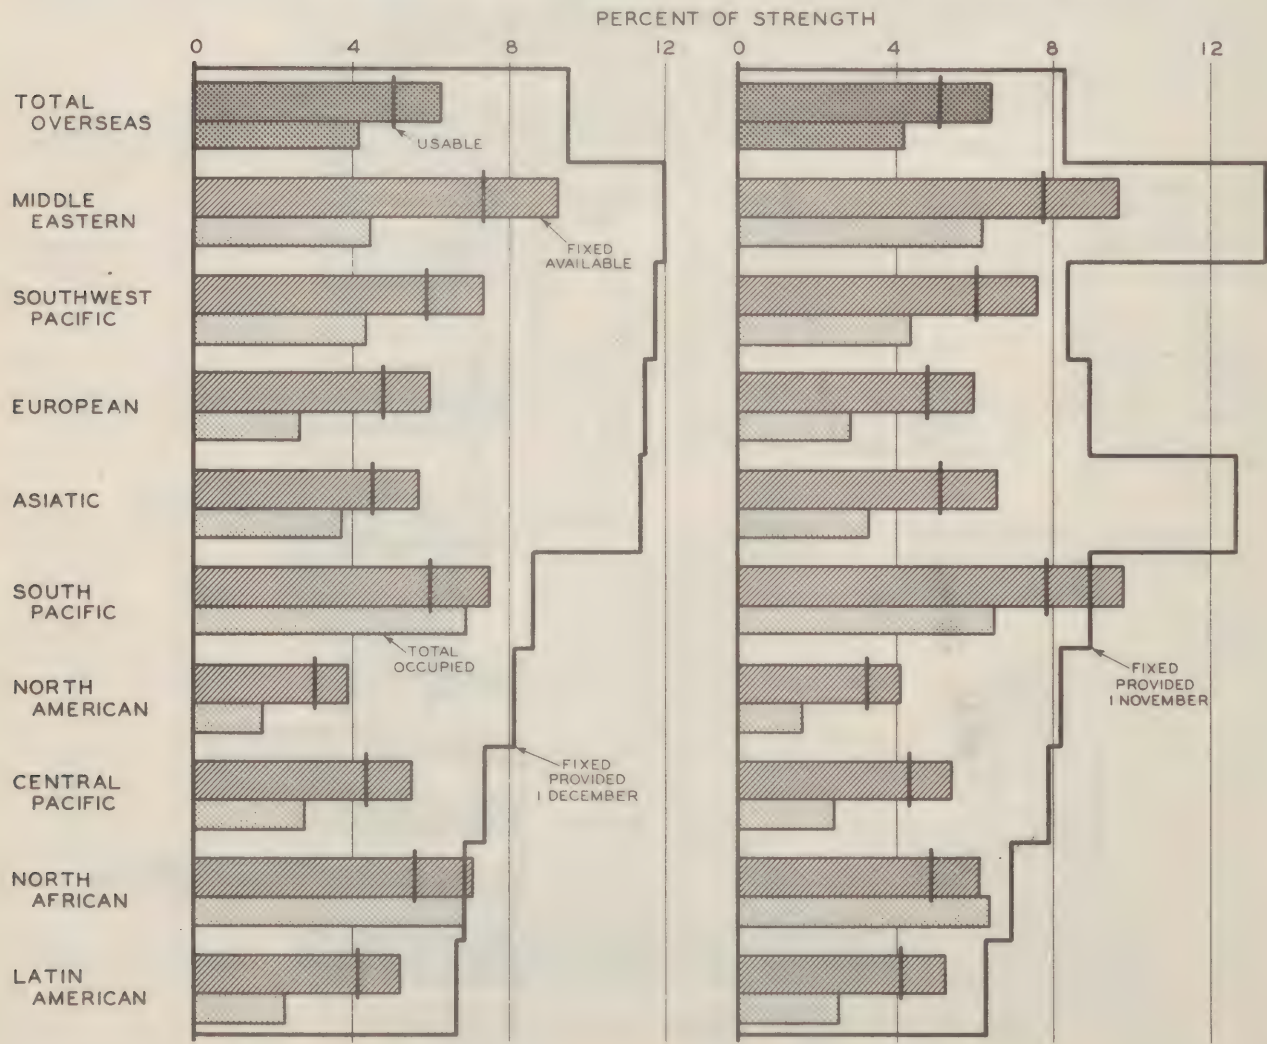 PERCENT OF STRENGTH
0 4 8 12
0 4 8 12
TOTAL
OVERSEAS
USABLE
MIDDLE
EASTERN
FIXED
AVAILABLE
SOUTHWEST
PACIFIC
EUROPEAN
ASIATIC
SOUTH
PACIFIC
TOTAL
OCCUPIED
FIXED
PROVIDED
1 NOVEMBER
NORTH
AMERICAN
CENTRAL
PACIFIC
FIXED
PROVIDED
1 DECEMBER
NORTH
AFRICAN
LATIN
AMERICAN